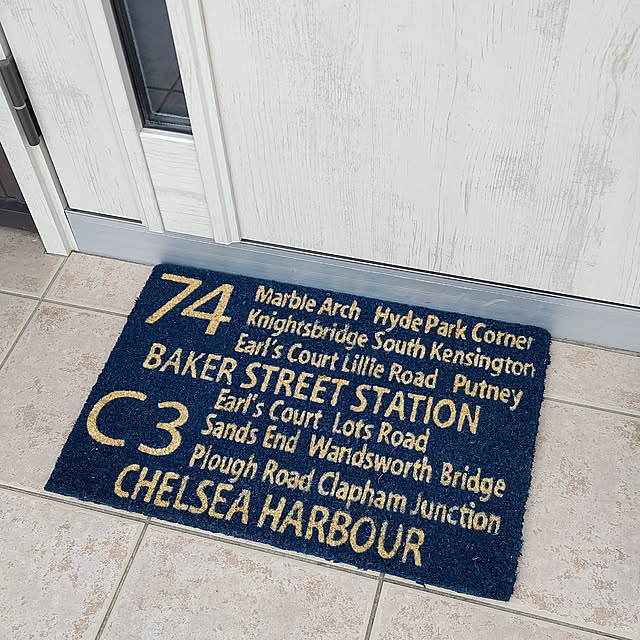 74 Marble Arch Hyde Park Corner
Knightsbridge South Kensington
Earl's Court Lillie Road Putney
BAKER STREET STATION
C3 Earl's Court Lots Road
Sands End Wandsworth Bridge
Plough Road Clapham Junction
CHELSEA HARBOUR